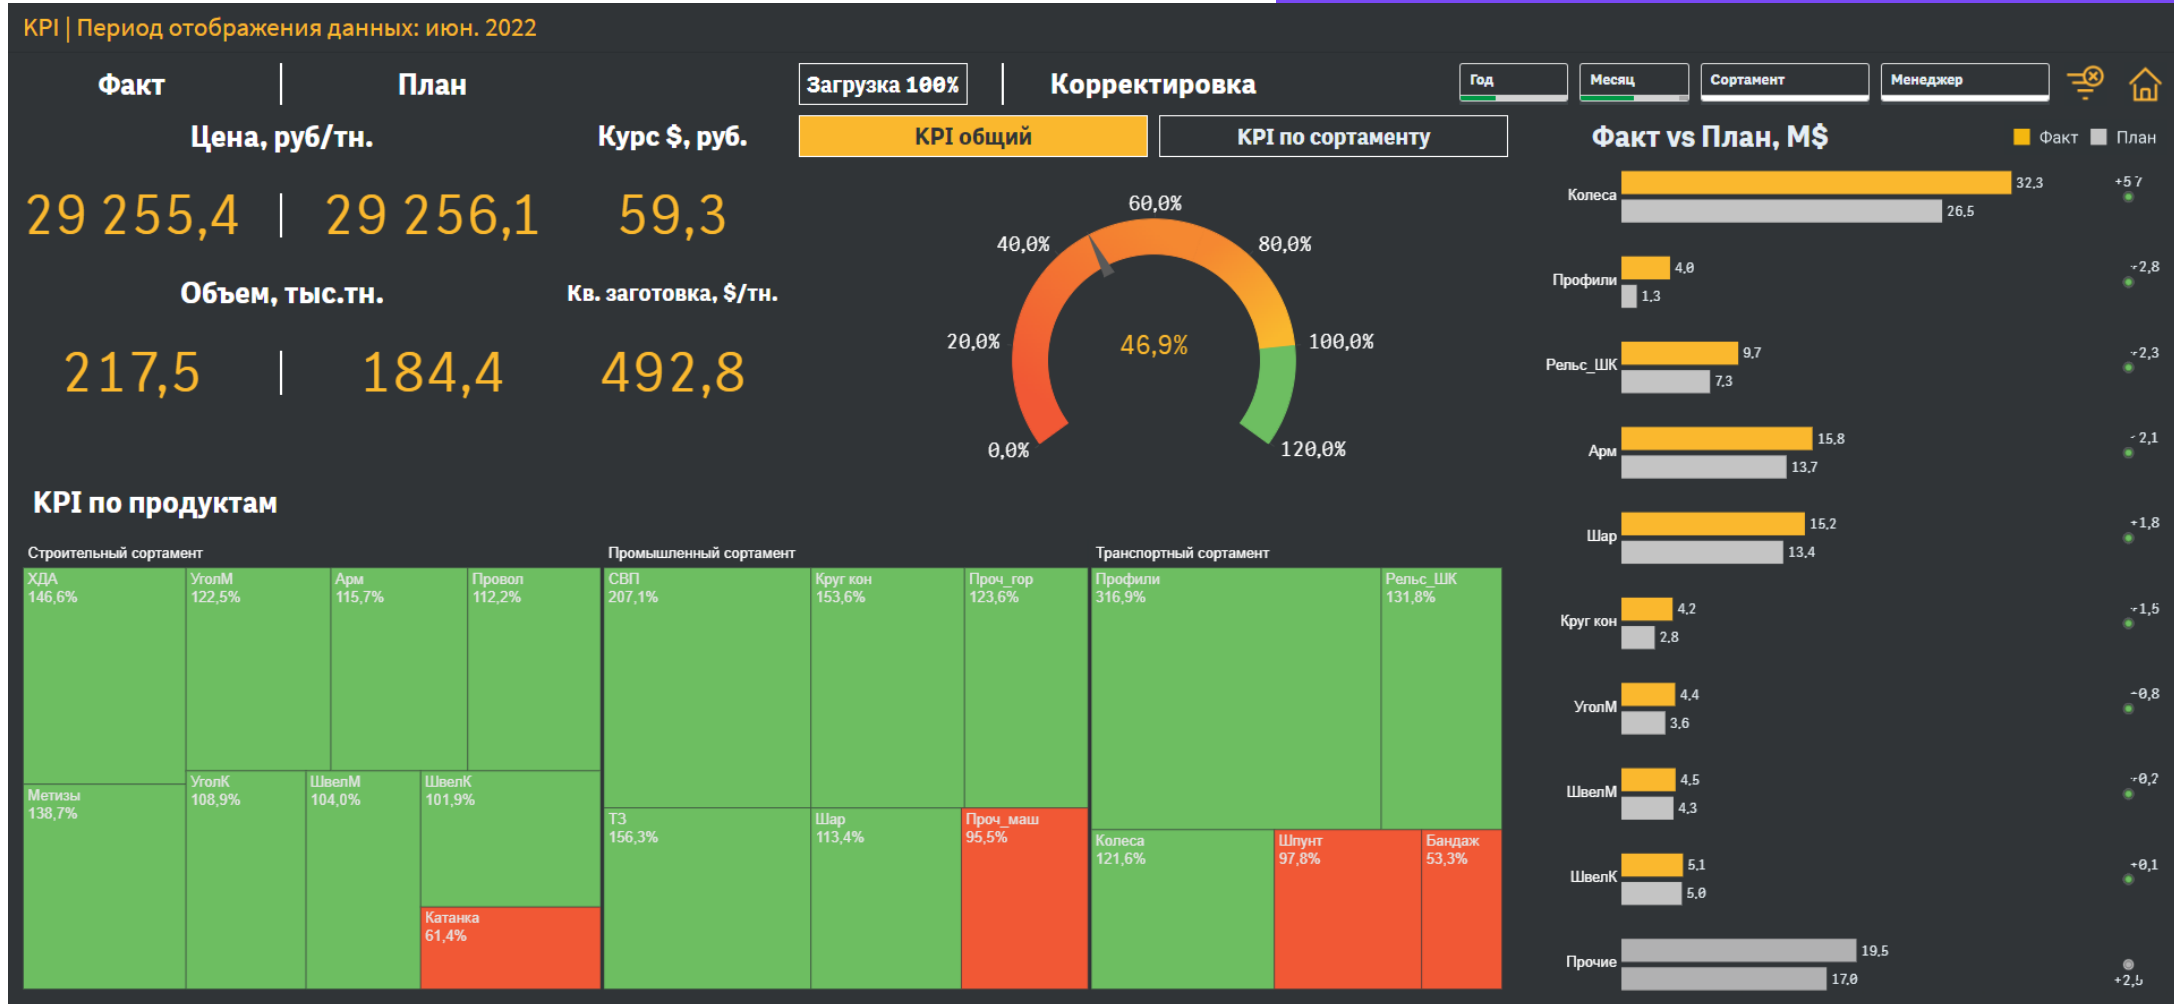 KPI | Период отображения данных: июн. 2022
Факт
План
Загрузка 100%
Корректировка
Год
Месяц
Сортамент
Менеджер
Цена, руб/тн.
Курс $, руб.
KPI общий
KPI по сортаменту
29 255,4
29 256,1
59,3
Объем, тыс.тн.
Кв. заготовка, $/тн.
217,5
184,4
492,8
0,0%
20,0%
40,0%
60,0%
80,0%
100,0%
120,0%
46,9%
Факт vs План, M$
Факт
План
Колеса
32,3
26,5
Профили
4,0
1,3
+2,8
Рельс_ШК
9,7
7,3
+2,3
Арм
15,8
13,7
2,1
Шар
15,2
13,4
+1,8
Круг кон
4,2
2,8
+1,5
УголМ
4,4
3,6
+0,8
ШвелМ
4,5
4,3
+0,2
ШвелК
5,1
5,0
+0,1
Прочие
19,5
17,0
KPI по продуктам
Строительный сортамент
ХДА
146,6%
УголМ
122,5%
Арм
115,7%
Провол
112,2%
Метизы
138,7%
УголК
108,9%
ШвелМ
104,0%
ШвелК
101,9%
Катанка
61,4%
Промышленный сортамент
СВП
207,1%
Круг кон
153,6%
Проч_гор
123,6%
ТЗ
156,3%
Шар
113,4%
Проч_маш
95,5%
Транспортный сортамент
Профили
316,9%
Рельс_ШК
131,8%
Колеса
121,6%
Шпунт
97,8%
Бандаж
53,3%